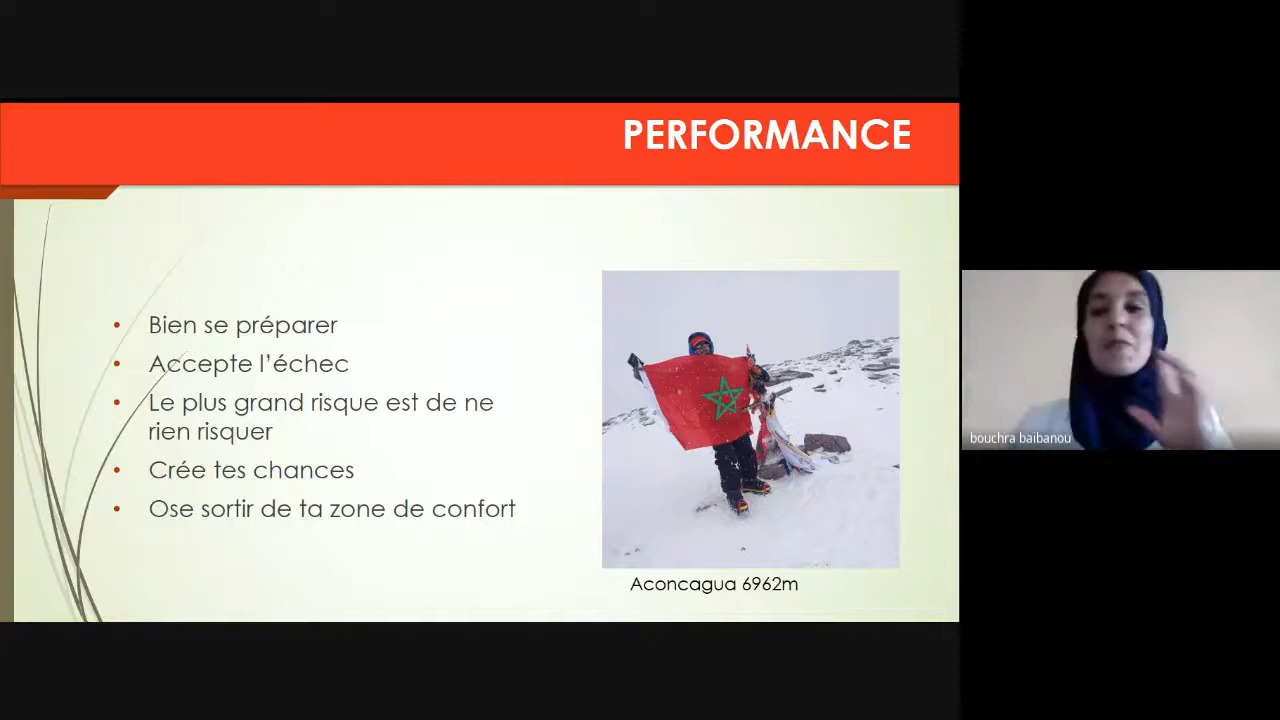 PERFORMANCE
• Bien se préparer
• Accepte l'échec
• Le plus grand risque est de ne
rien risquer
• Crée tes chances
• Ose sortir de ta zone de confort
Aconcagua 6962m
bouchra baibanou